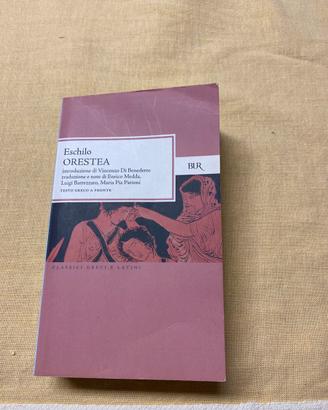 Eschilo
ORESTEA
introduzione di Vincenzo Di Benedetto
traduzione e note di Enrico Medda,
Luigi Battezzato, Maria Pia Pattoni
TESTO GRECO A FRONTE
BUR
CLASSICI GRECI E LATINI